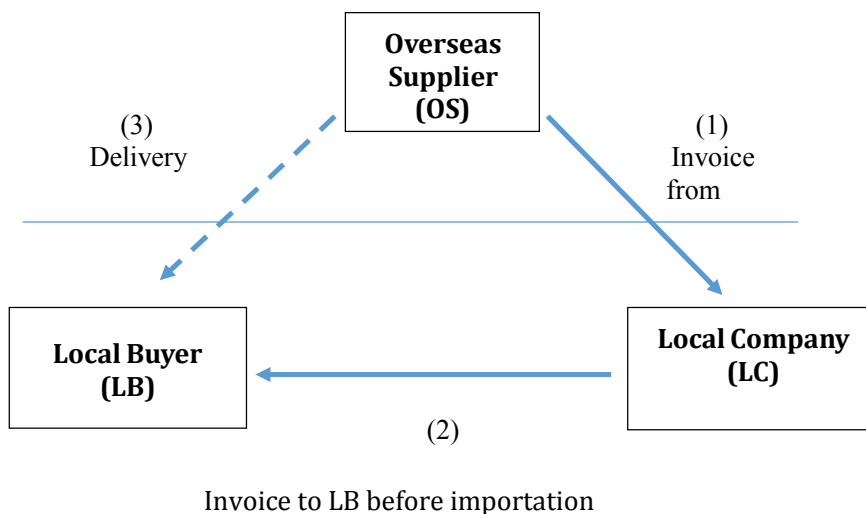 Overseas
Supplier
(OS)
(3)
Delivery
(1)
Invoice
from
Local Buyer
(LB)
Local Company
(LC)
(2)
Invoice to LB before importation